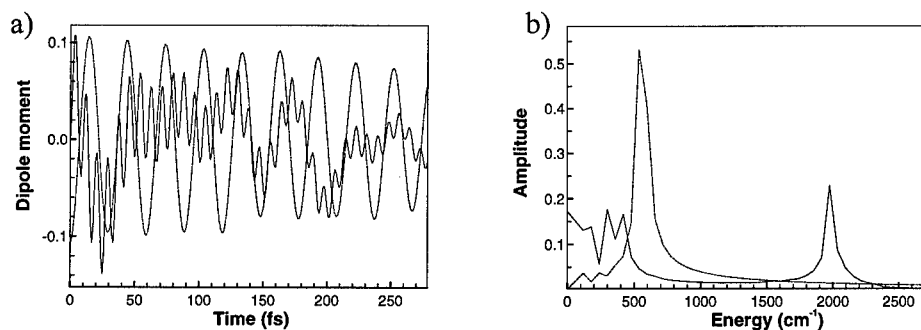 a)
Dipole moment
0.1
0.0
-0.1
0 50 100 150 200 250
Time (fs)
b)
Amplitude
0.5
0.4
0.3
0.2
0.1
0 500 1000 1500 2000 2500
Energy (cm⁻¹)